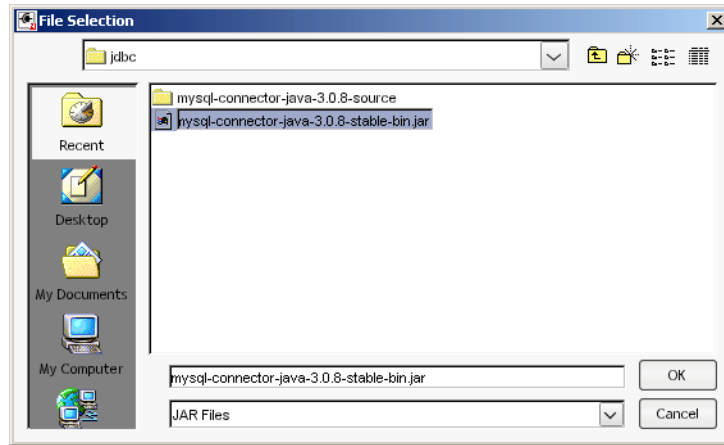 File Selection
jdbc
Recent
Desktop
My Documents
My Computer
mysql-connector-java-3.0.8-source
mysql-connector-java-3.0.8-stable-bin.jar
mysql-connector-java-3.0.8-stable-bin.jar
OK
JAR Files
Cancel